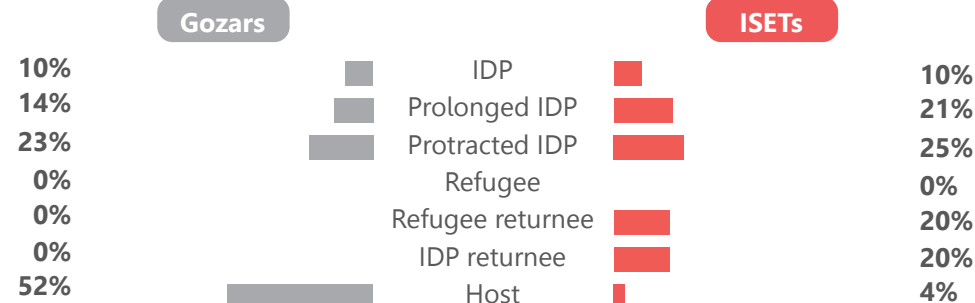 Gozars ISETs
10% IDP 10%
14% Prolonged IDP 21%
23% Protracted IDP 25%
0% Refugee 0%
0% Refugee returnee 20%
0% IDP returnee 20%
52% Host 4%